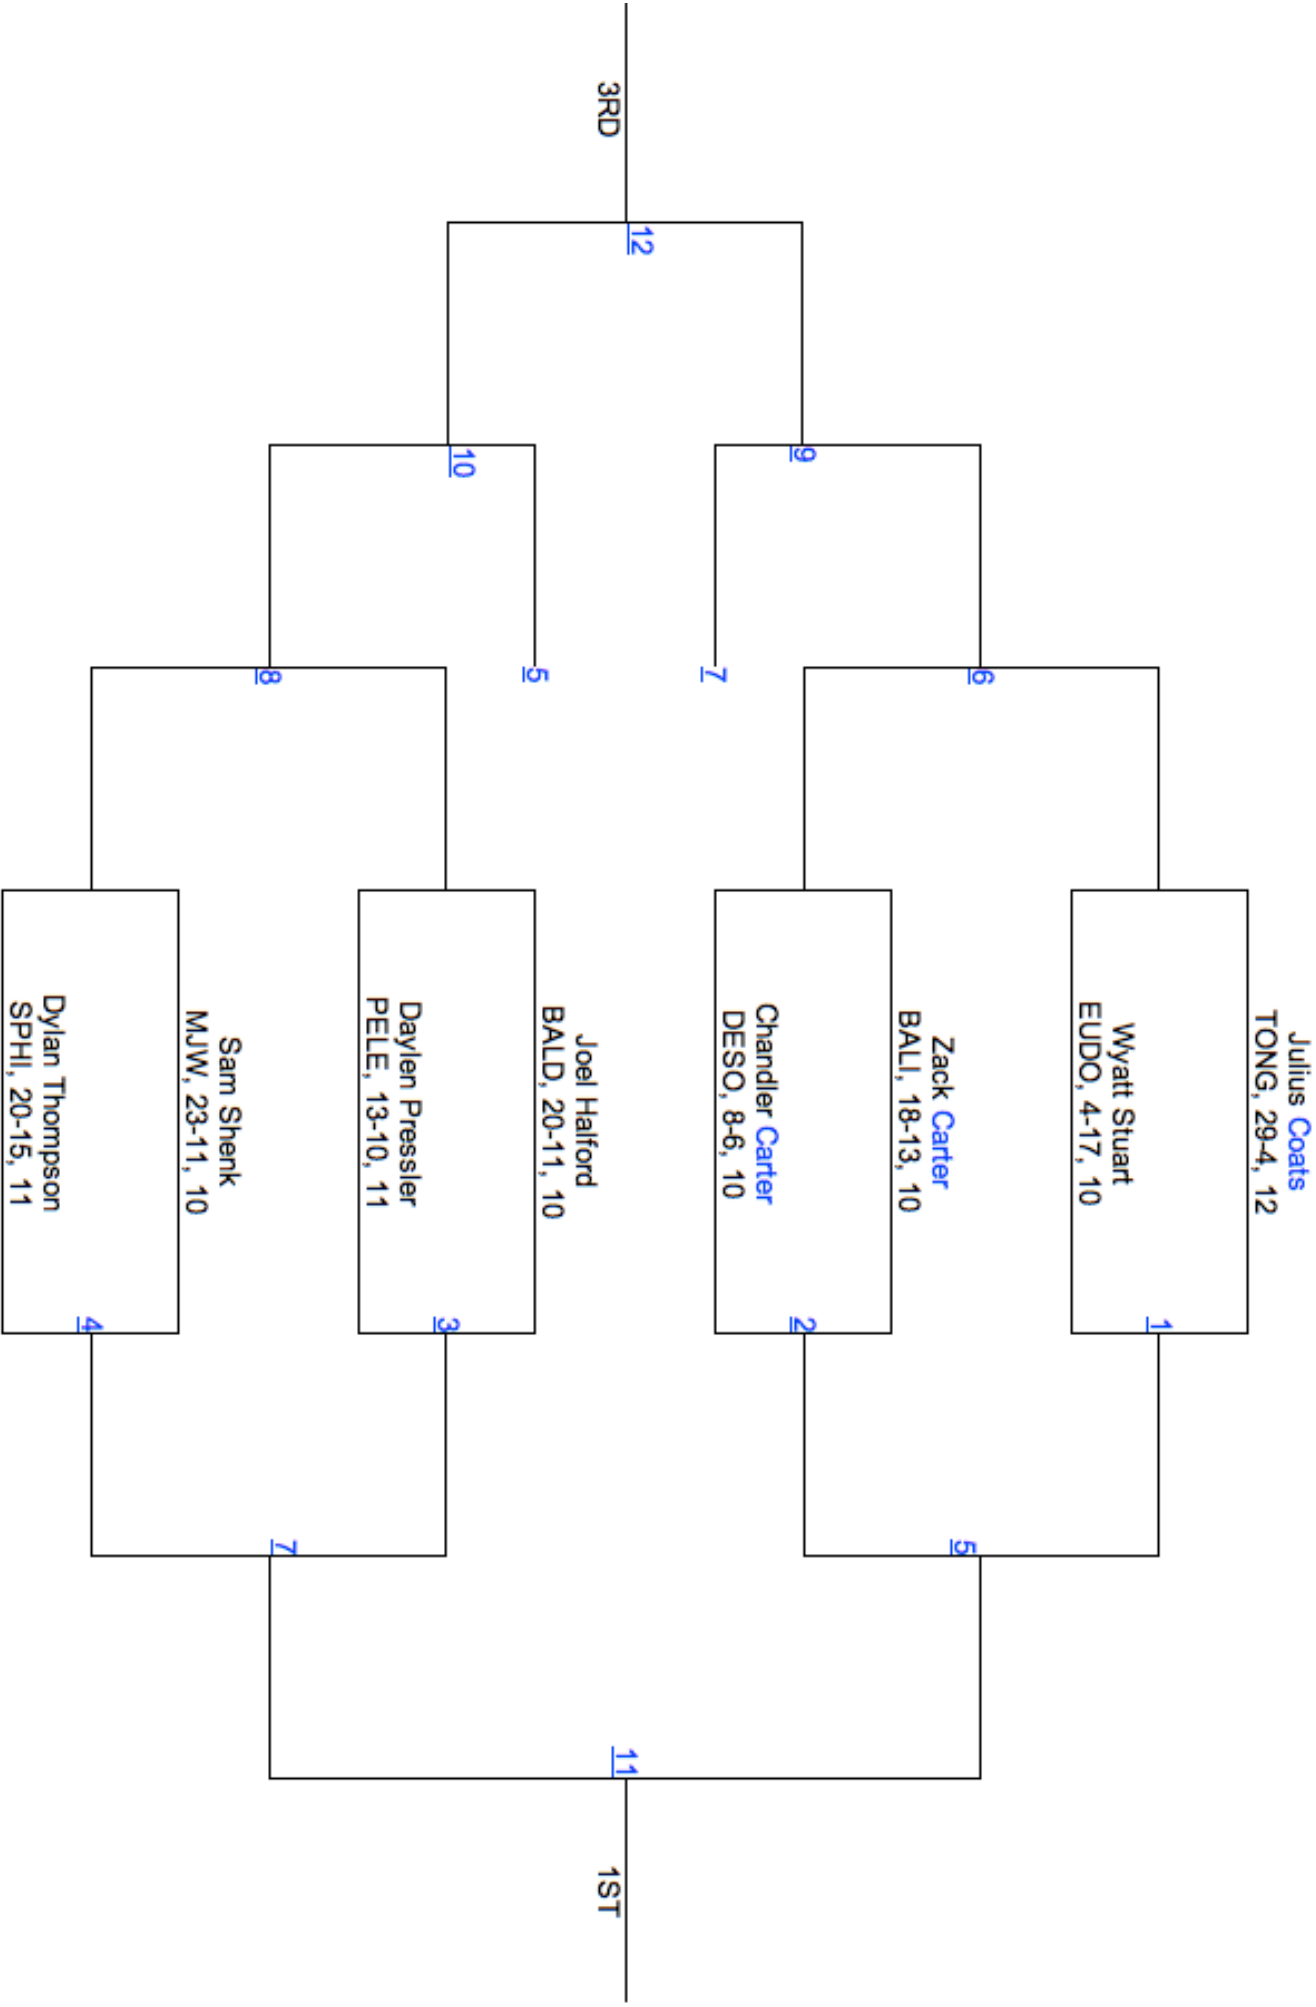 Julius Coats
TONG, 29-4, 12
1
Wyatt Stuart
EUDO, 4-17, 10
6
5
Zack Carter
BALI, 18-13, 10
2
Chandler Carter
DESO, 8-6, 10
9
7
12
3RD
11
1ST
5
Joel Halford
BALD, 20-11, 10
10
3
Daylen Pressler
PELE, 13-10, 11
8
7
Sam Shenk
MJW, 23-11, 10
4
Dylan Thompson
SPHI, 20-15, 11